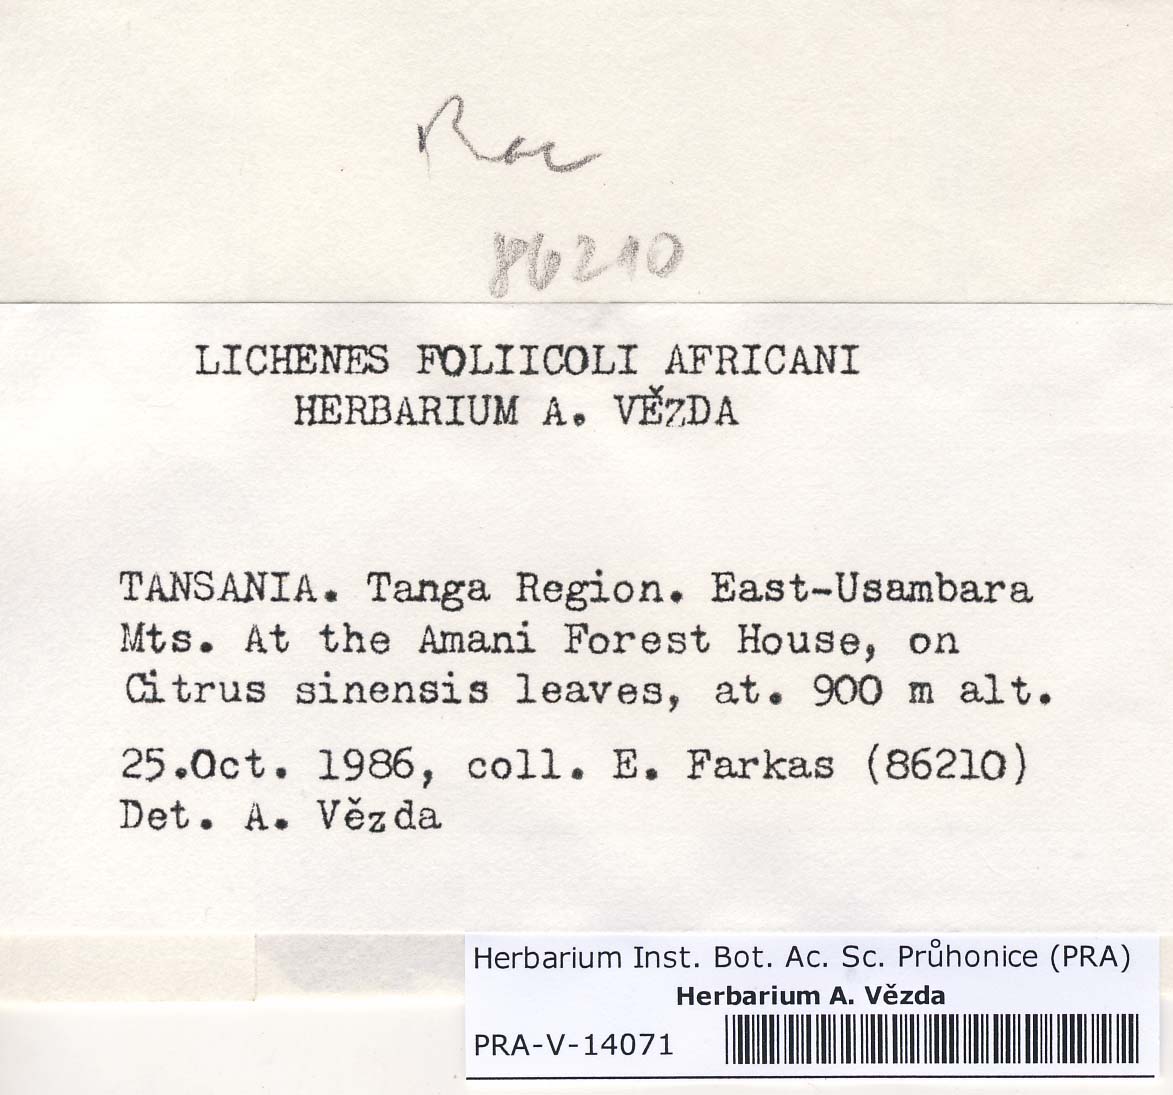 Bac
86210
LICHENES FOLIICOLI AFRICANI
HERBARIUM A. VĚZDA
TANSANIA. Tanga Region. East-Usambara
Mts. At the Amani Forest House, on
Citrus sinensis leaves, at. 900 m alt.
25.Oct. 1986, coll. E. Farkas (86210)
Det. A. Vězda
Herbarium Inst. Bot. Ac. Sc. Průhonice (PRA)
Herbarium A. Vězda
PRA-V-14071